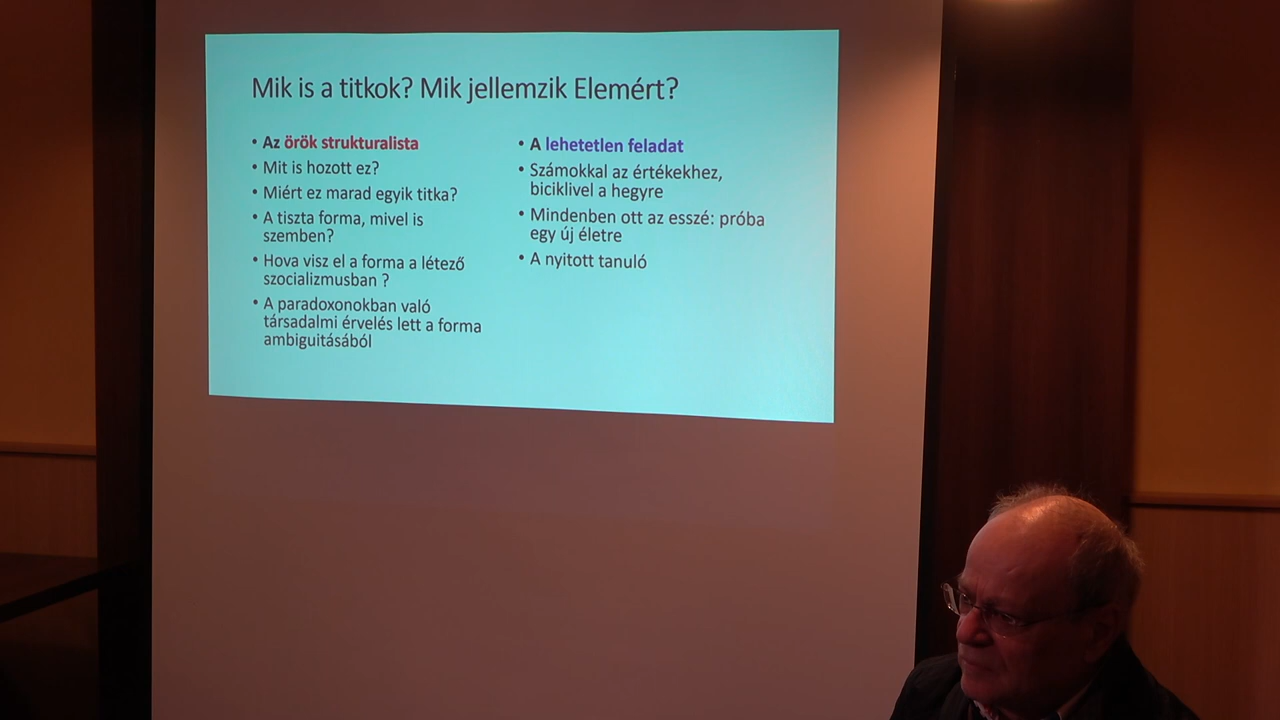 Mik is a titkok? Mik jellemzik Elemért?
• Az örök strukturalista
• Mit is hozott ez?
• Miért ez marad egyik titka?
• A tiszta forma, mivel is
szemben?
• Hova visz el a forma a létező
szocializmusban ?
• A paradoxonokban való
társadalmi érvelés lett a forma
ambiguitásából
• A lehetetlen feladat
• Számokkal az értékekhez,
biciklivel a hegyre
• Mindenben ott az esszé: próba
egy új életre
• A nyitott tanuló